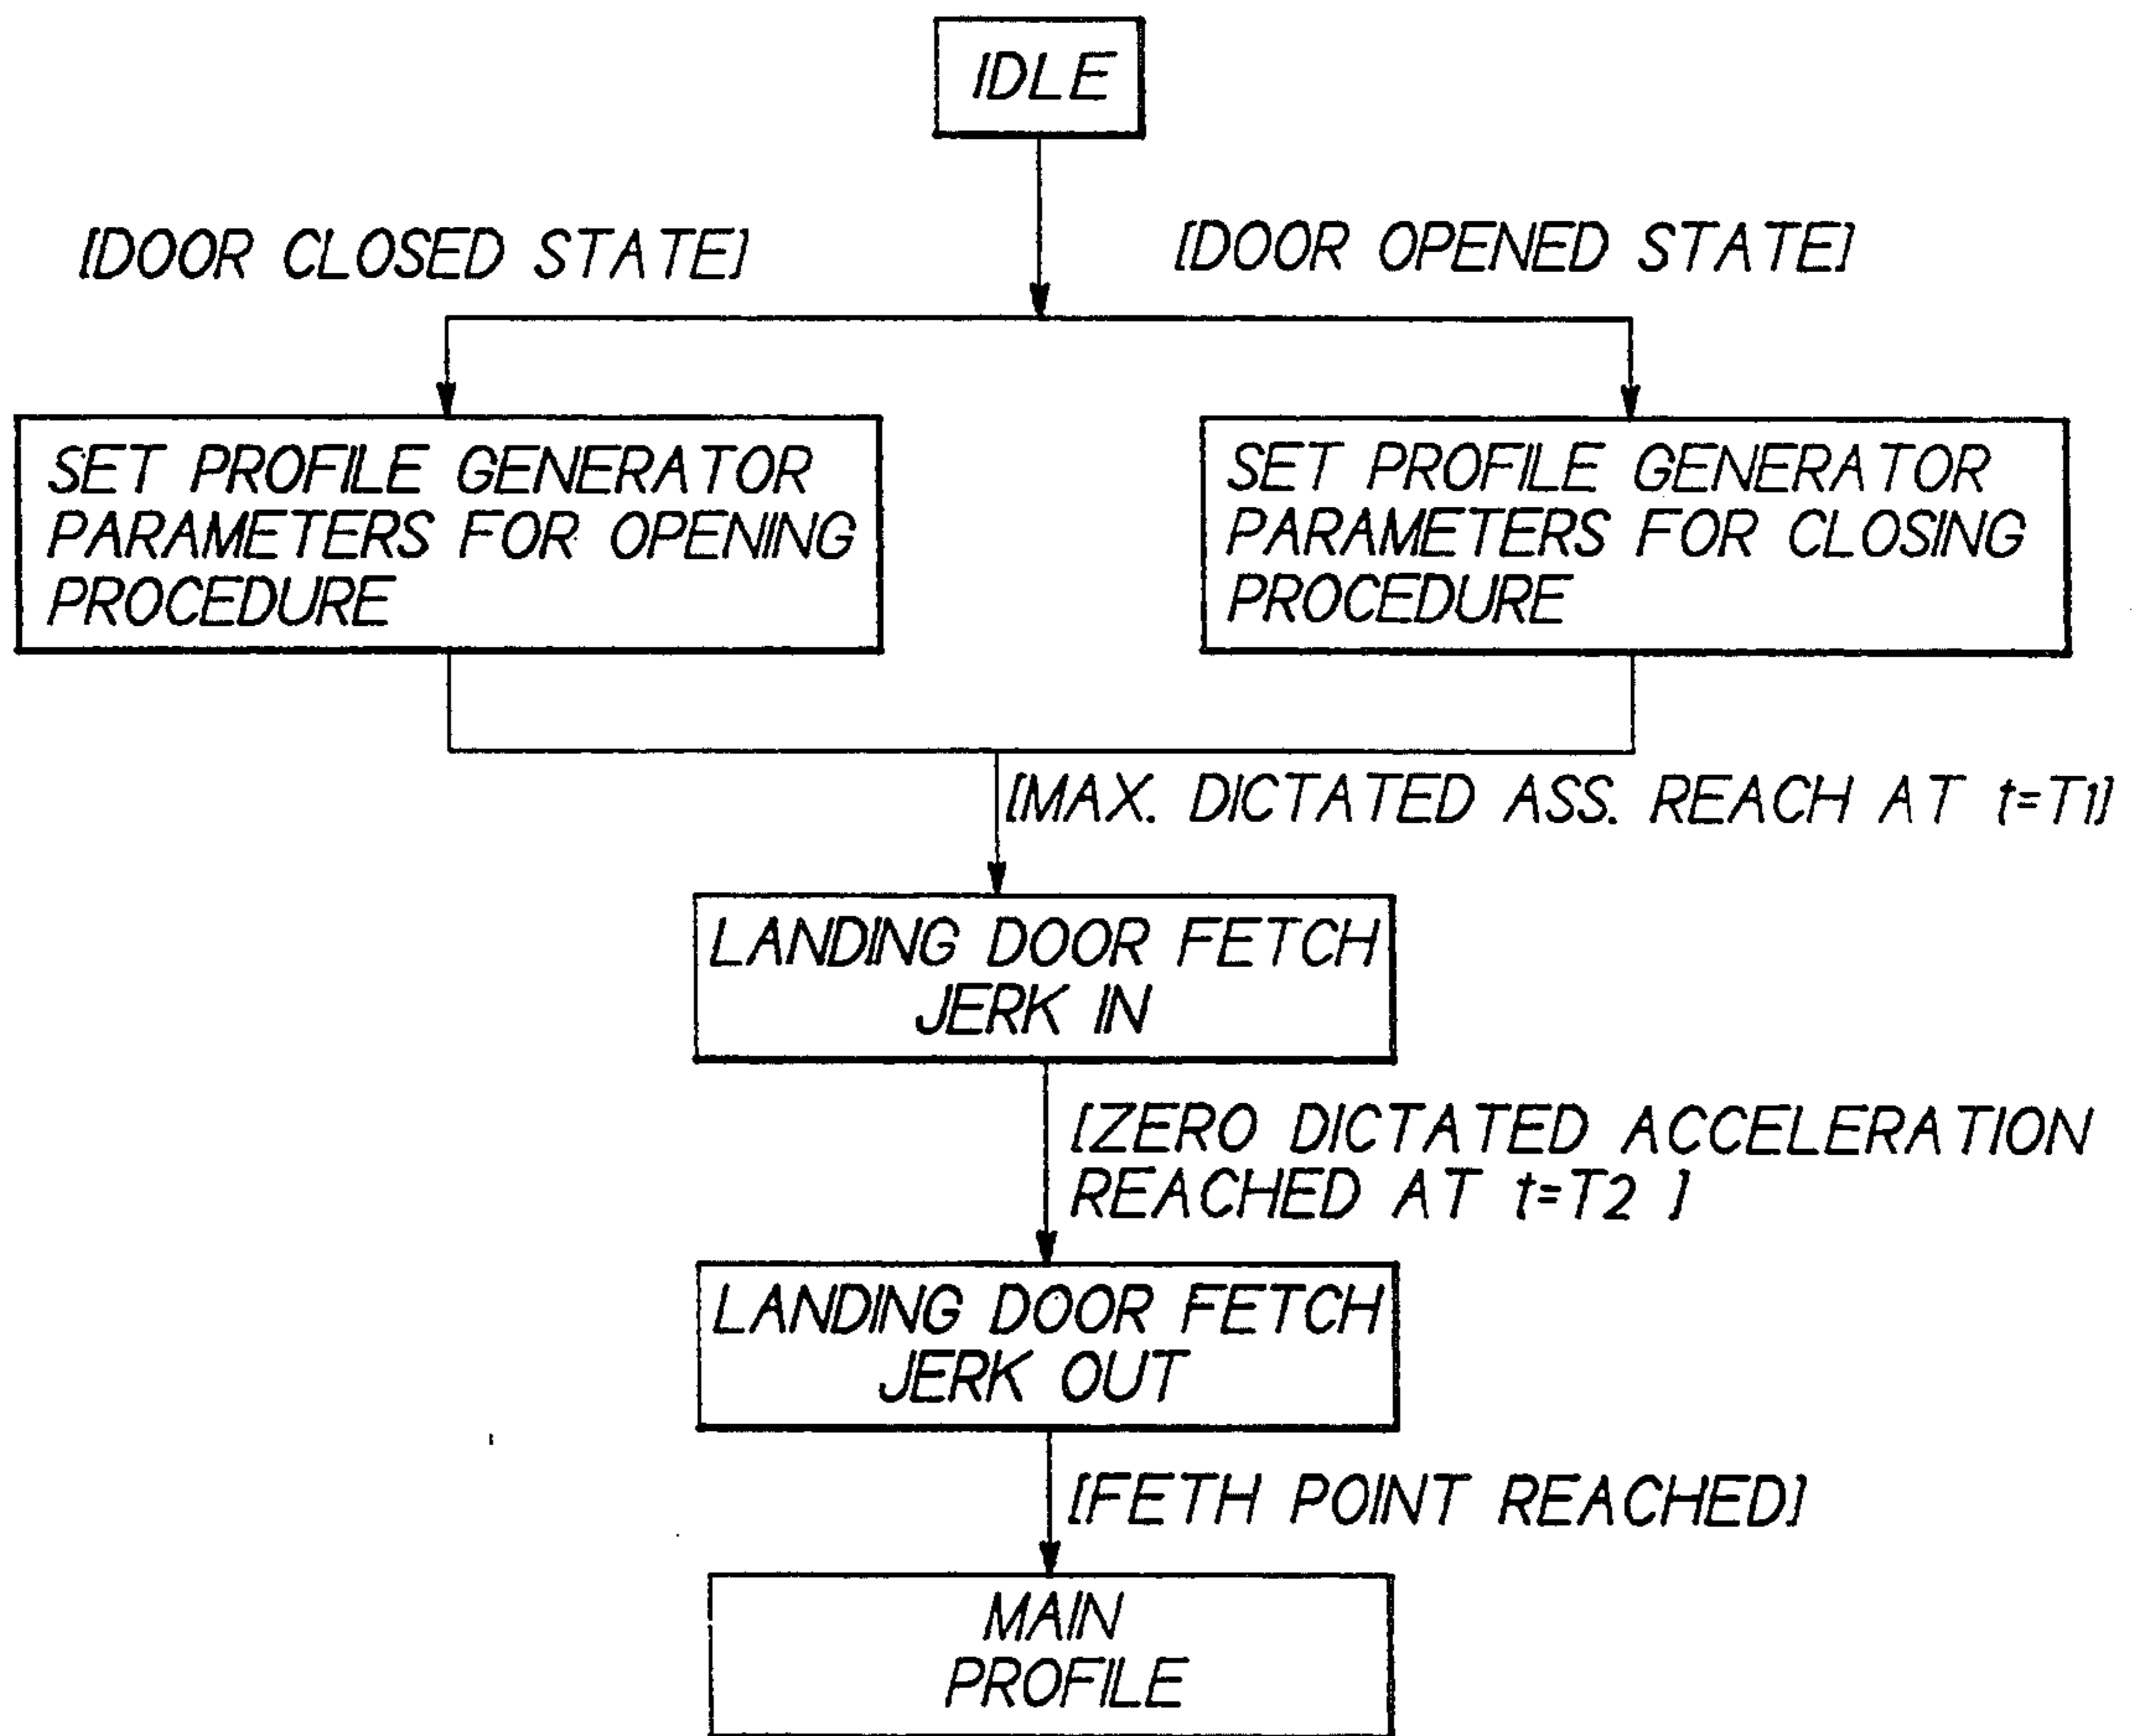 IDLE
[DOOR CLOSED STATE]
[DOOR OPENED STATE]
SET PROFILE GENERATOR
PARAMETERS FOR OPENING
PROCEDURE
SET PROFILE GENERATOR
PARAMETERS FOR CLOSING
PROCEDURE
[MAX. DICTATED ASS. REACH AT t=T1]
LANDING DOOR FETCH
JERK IN
[ZERO DICTATED ACCELERATION
REACHED AT t=T2 ]
LANDING DOOR FETCH
JERK OUT
[FETH POINT REACHED]
MAIN
PROFILE